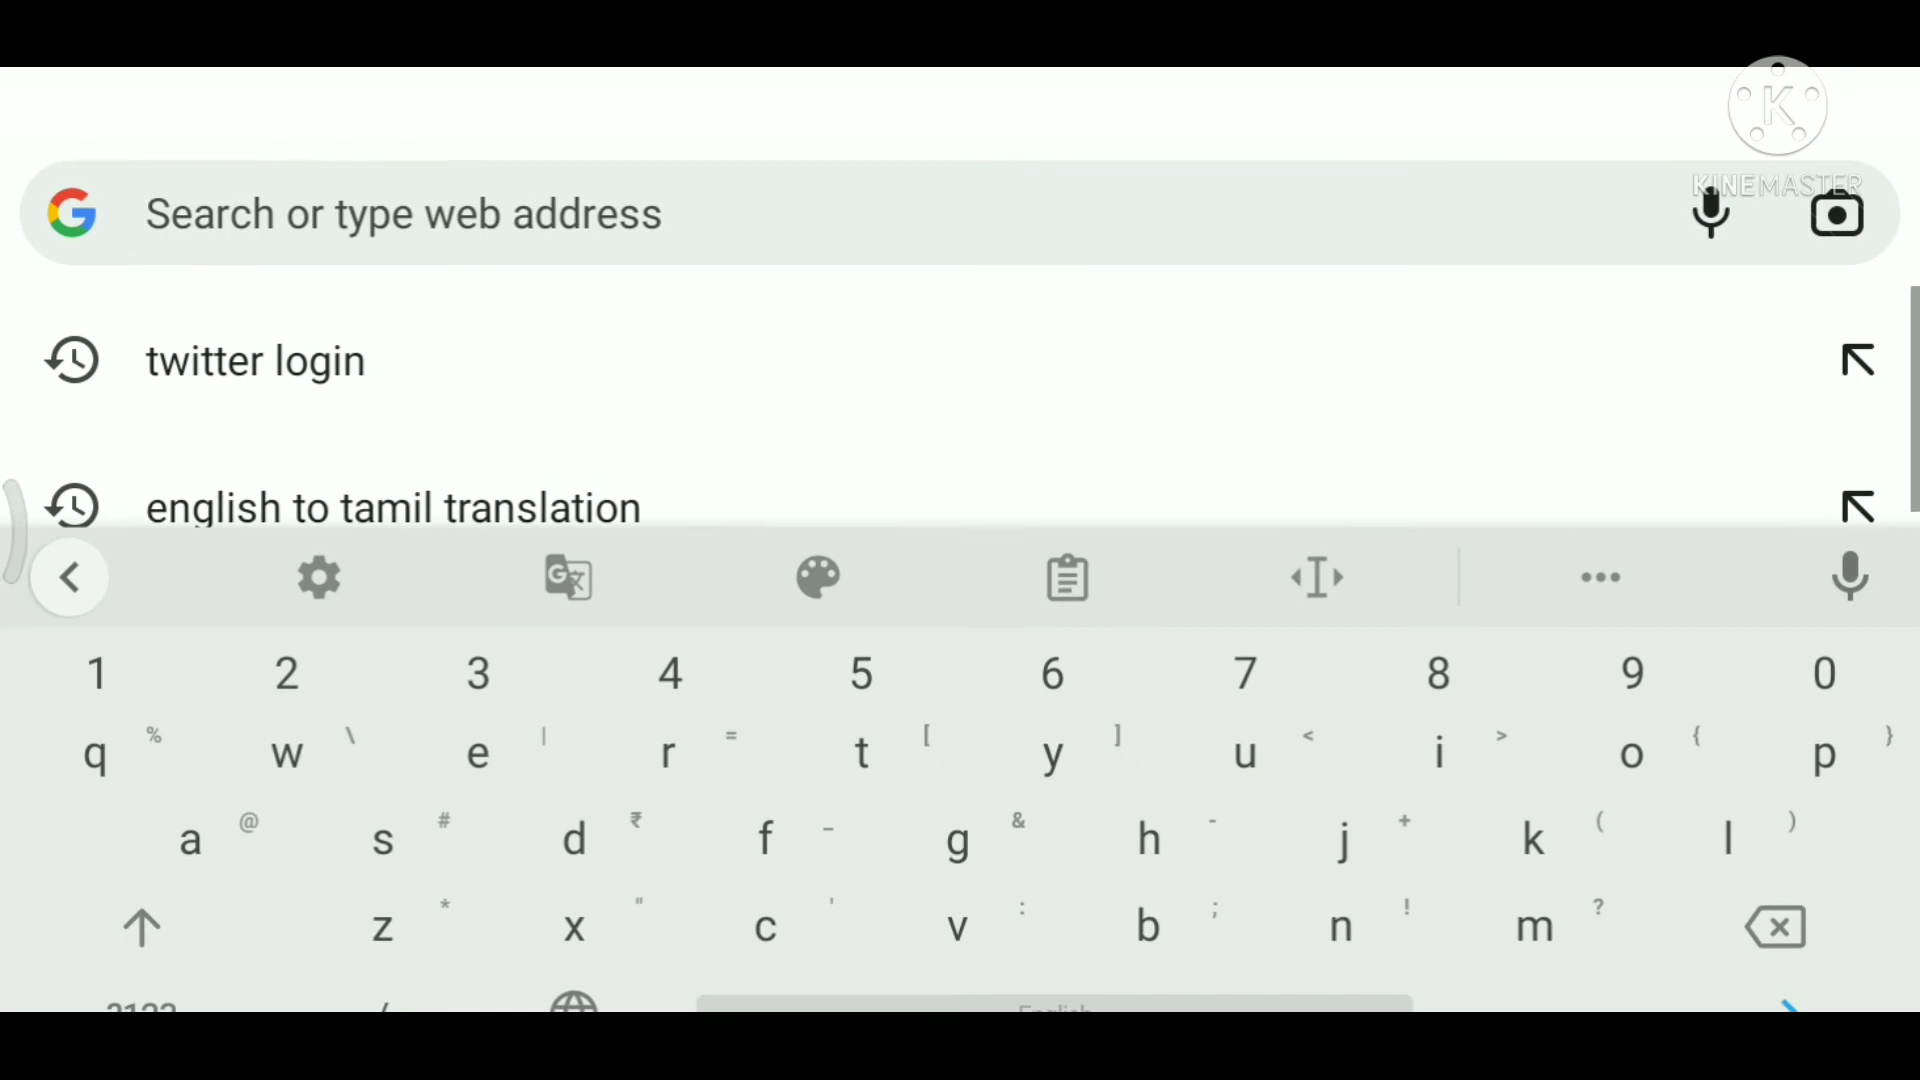 K
KINEMASTER
Search or type web address
twitter login
english to tamil translation
1 2 3 4 5 6 7 8 9 0
q % w \ e | r = t [ y ] u < i > o { p }
a @ s # d ₹ f _ g & h - j + k ( l )
z * x " c ' v : b ; n ! m ?
/ English